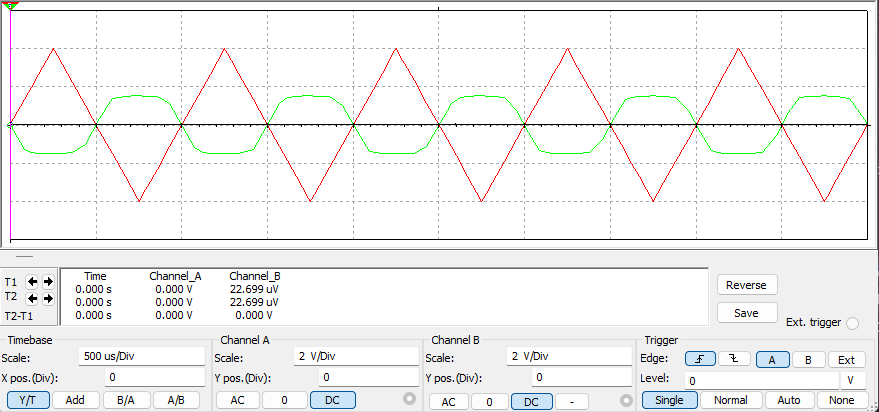 Time Channel_A Channel_B
T1 0.000 s 0.000 V 22.699 uV
T2 0.000 s 0.000 V 22.699 uV
T2-T1 0.000 s 0.000 V 0.000 V
Reverse
Save
Ext. trigger
Timebase
Scale: 500 us/Div
X pos.(Div): 0
Y/T Add B/A A/B
Channel A
Scale: 2 V/Div
Y pos.(Div): 0
AC 0 DC
Channel B
Scale: 2 V/Div
Y pos.(Div): 0
AC 0 DC -
Trigger
Edge: A B Ext
Level: 0 V
Single Normal Auto None